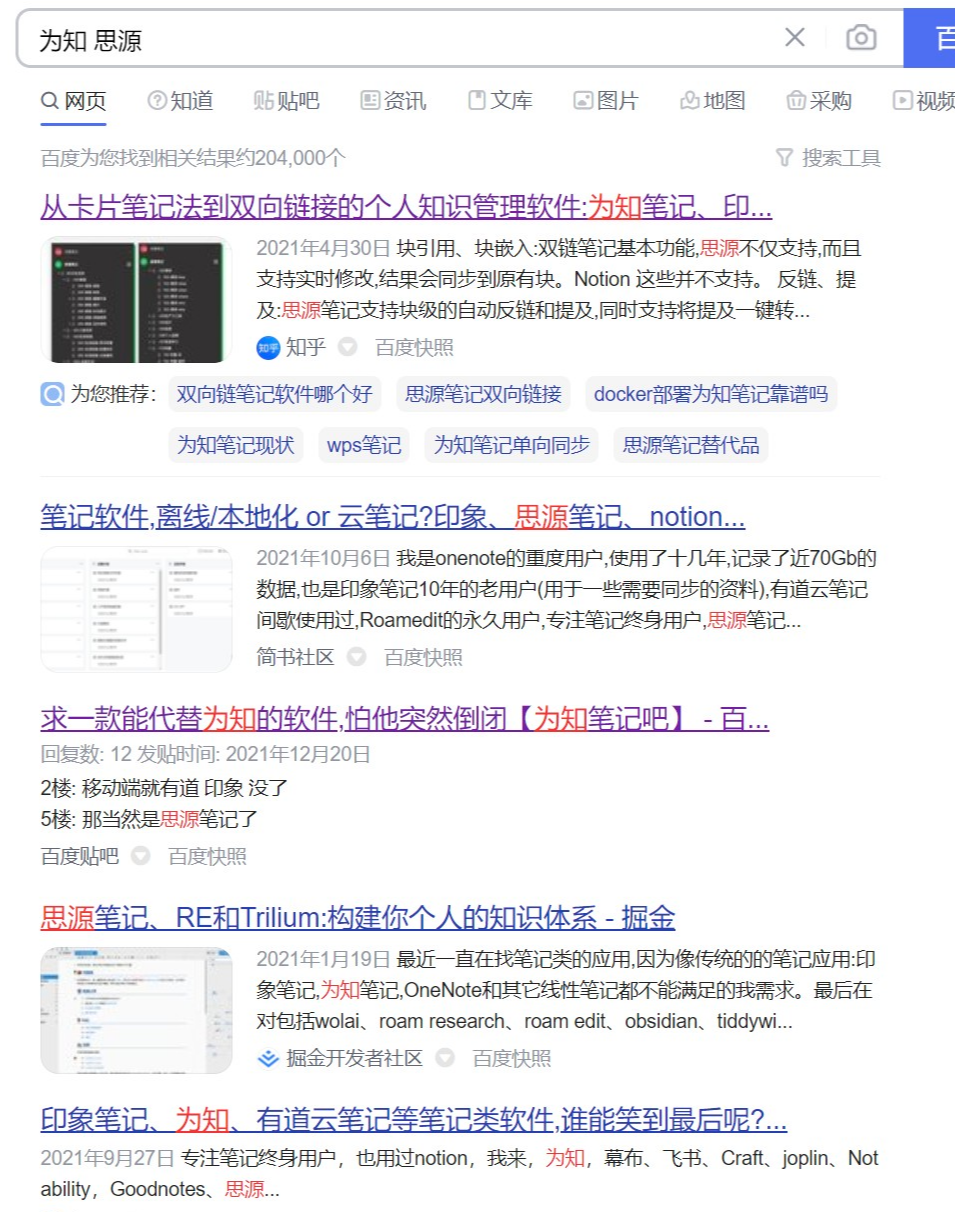 为知 思源
百
网页 知道 贴吧 资讯 文库 图片 地图 采购 视频
百度为您找到相关结果约204,000个 搜索工具
从卡片笔记法到双向链接的个人知识管理软件:为知笔记、印...
2021年4月30日 块引用、块嵌入:双链笔记基本功能,思源不仅支持,而且
支持实时修改,结果会同步到原有块。Notion 这些并不支持。 反链、提
及:思源笔记支持块级的自动反链和提及,同时支持将提及一键转...
知乎 知乎 百度快照
为您推荐: 双向链笔记软件哪个好 思源笔记双向链接 docker部署为知笔记靠谱吗
为知笔记现状 wps笔记 为知笔记单向同步 思源笔记替代品
笔记软件,离线/本地化 or 云笔记?印象、思源笔记、notion...
2021年10月6日 我是onenote的重度用户,使用了十几年,记录了近70Gb的
数据,也是印象笔记10年的老用户(用于一些需要同步的资料),有道云笔记
间歇使用过,Roamedit的永久用户,专注笔记终身用户,思源笔记...
简书社区 百度快照
求一款能代替为知的软件,怕他突然倒闭【为知笔记吧】 - 百...
回复数: 12 发贴时间: 2021年12月20日
2楼: 移动端就有道 印象 没了
5楼: 那当然是思源笔记了
百度贴吧 百度快照
思源笔记、RE和Trilium:构建你个人的知识体系 - 掘金
2021年1月19日 最近一直在找笔记类的应用,因为像传统的的笔记应用:印
象笔记,为知笔记,OneNote和其它线性笔记都不能满足的我需求。最后在
对包括wolai、roam research、roam edit、obsidian、tiddywi...
掘金开发者社区 百度快照
印象笔记、为知、有道云笔记等笔记类软件,谁能笑到最后呢?...
2021年9月27日 专注笔记终身用户，也用过notion，我来，为知，幕布、飞书、Craft、joplin、Not
ability，Goodnotes、思源...